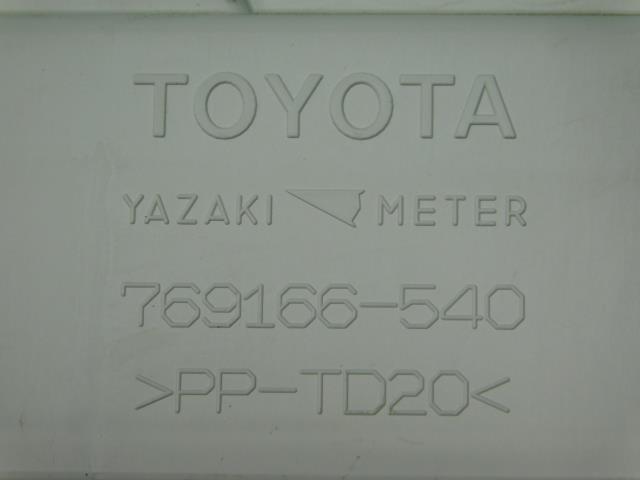 TOYOTA
YAZAKI METER
769166-540
>PP-TD20<